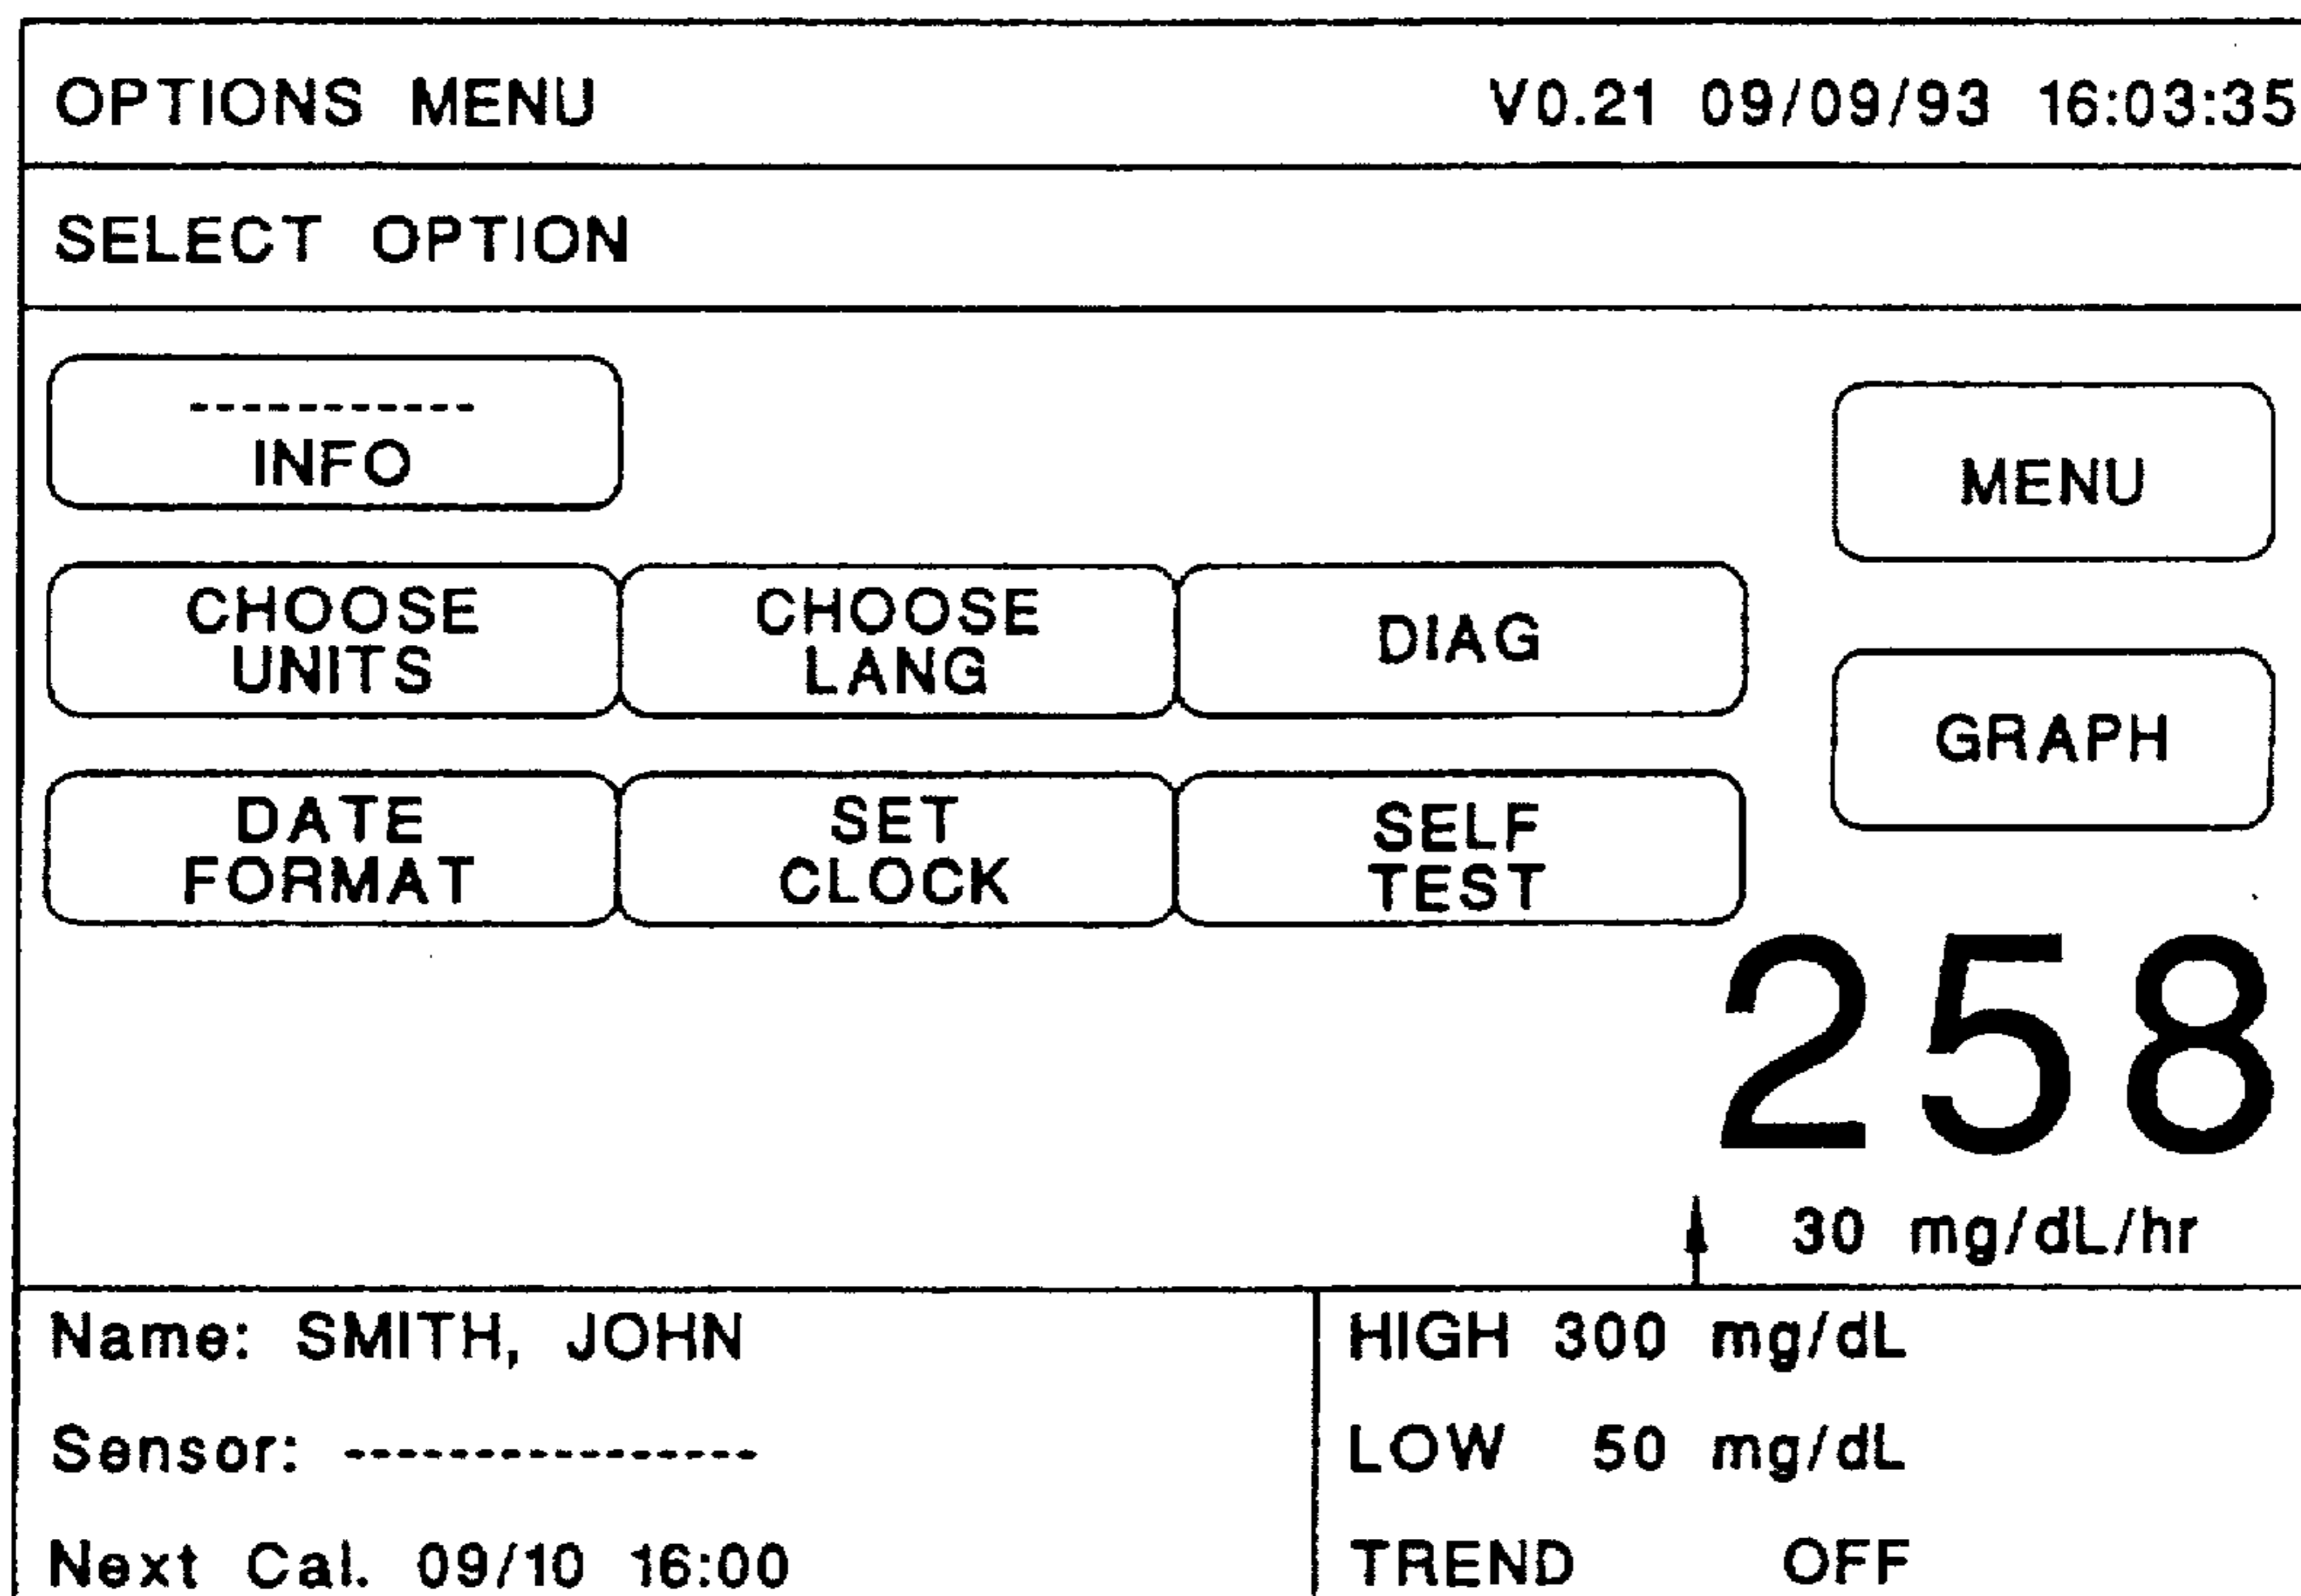 OPTIONS MENU V0.21 09/09/93 16:03:35
SELECT OPTION
-----------
INFO
MENU
CHOOSE UNITS
CHOOSE LANG
DIAG
GRAPH
DATE FORMAT
SET CLOCK
SELF TEST
258
30 mg/dL/hr
Name: SMITH, JOHN
Sensor: ----------------
Next Cal. 09/10 16:00
HIGH 300 mg/dL
LOW 50 mg/dL
TREND OFF